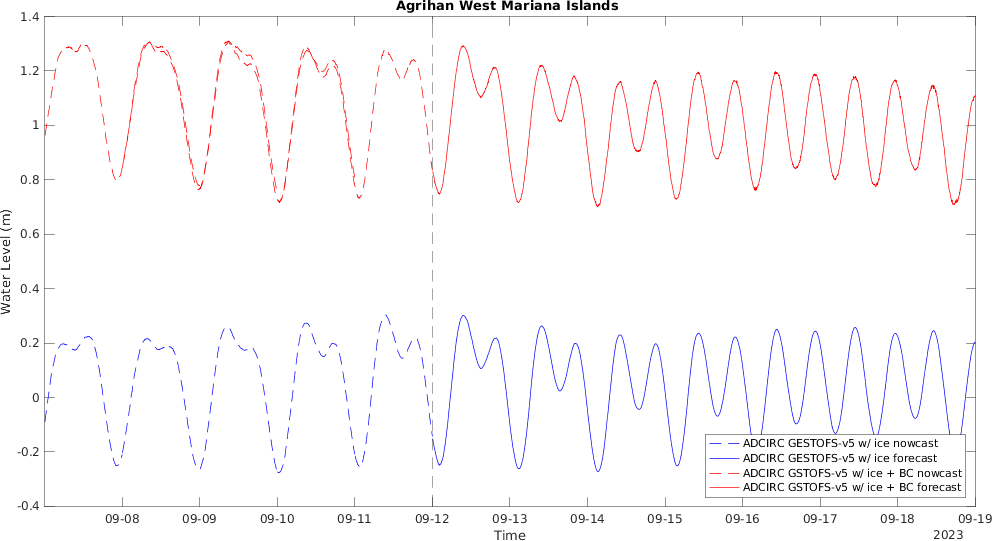 Agrihan West Mariana Islands
1.4
1.2
1
0.8
0.6
0.4
0.2
0
-0.2
-0.4
Water Level (m)
ADCIRC GESTOFS-v5 w/ ice nowcast
ADCIRC GESTOFS-v5 w/ ice forecast
ADCIRC GSTOFS-v5 w/ ice + BC nowcast
ADCIRC GSTOFS-v5 w/ ice + BC forecast
09-08 09-09 09-10 09-11 09-12 09-13 09-14 09-15 09-16 09-17 09-18 09-19
Time
2023